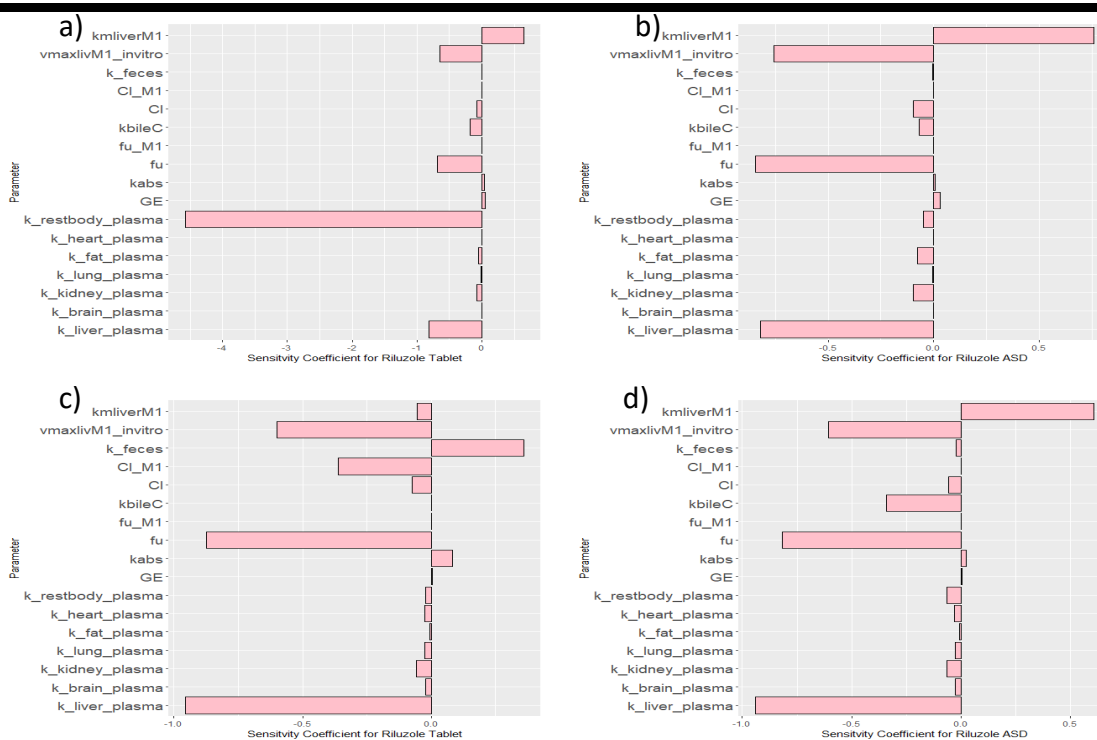 a)
kmliverM1
vmaxlivM1_invitro
k_feces
Cl_M1
Cl
kbileC
fu_M1
fu
kabs
GE
k_restbody_plasma
k_heart_plasma
k_fat_plasma
k_lung_plasma
k_kidney_plasma
k_brain_plasma
k_liver_plasma
Parameter
-4 -3 -2 -1 0
Sensitvity Coefficient for Riluzole Tablet
b)
kmliverM1
vmaxlivM1_invitro
k_feces
Cl_M1
Cl
kbileC
fu_M1
fu
kabs
GE
k_restbody_plasma
k_heart_plasma
k_fat_plasma
k_lung_plasma
k_kidney_plasma
k_brain_plasma
k_liver_plasma
Parameter
-0.5 0.0 0.5
Sensitvity Coefficient for Riluzole ASD
c)
kmliverM1
vmaxlivM1_invitro
k_feces
Cl_M1
Cl
kbileC
fu_M1
fu
kabs
GE
k_restbody_plasma
k_heart_plasma
k_fat_plasma
k_lung_plasma
k_kidney_plasma
k_brain_plasma
k_liver_plasma
Parameter
-1.0 -0.5 0.0
Sensitvity Coefficient for Riluzole Tablet
d)
kmliverM1
vmaxlivM1_invitro
k_feces
Cl_M1
Cl
kbileC
fu_M1
fu
kabs
GE
k_restbody_plasma
k_heart_plasma
k_fat_plasma
k_lung_plasma
k_kidney_plasma
k_brain_plasma
k_liver_plasma
Parameter
-1.0 -0.5 0.0 0.5
Sensitvity Coefficient for Riluzole ASD